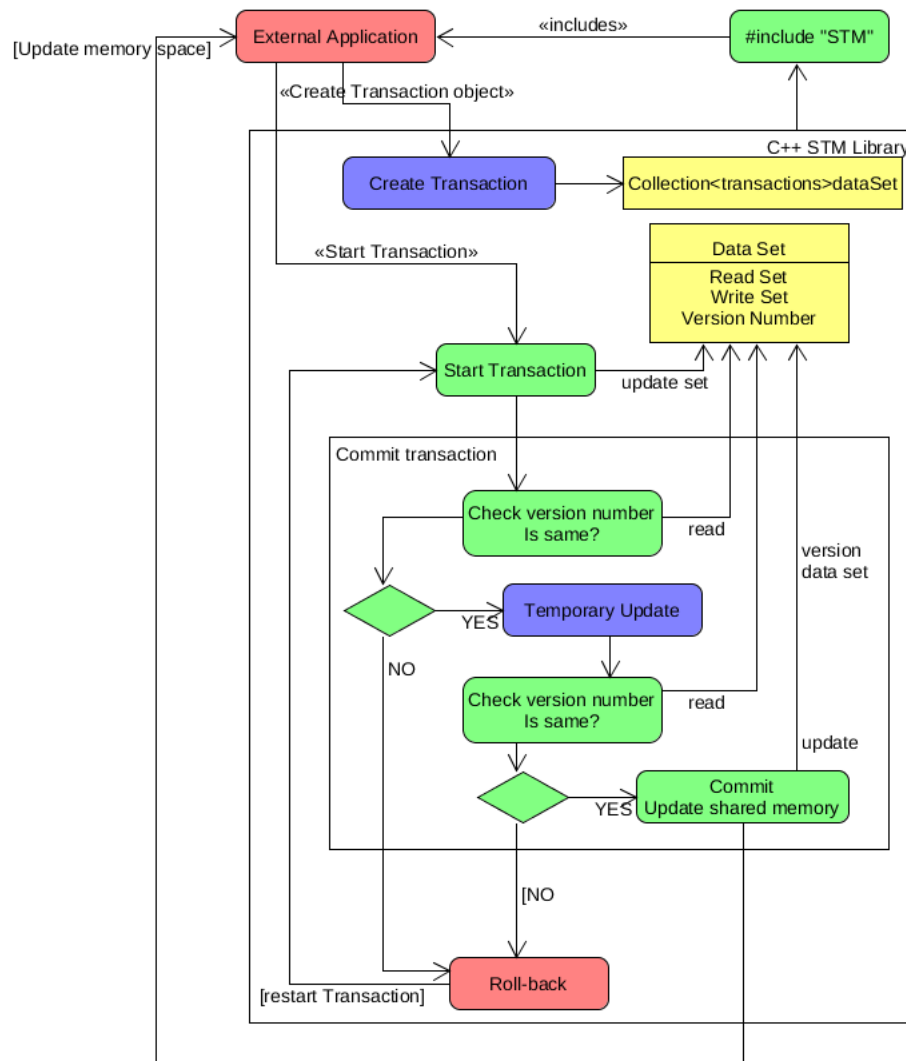 External Application
«includes»
#include "STM"
[Update memory space]
«Create Transaction object»
C++ STM Library
Create Transaction
Collection<transactions>dataSet
«Start Transaction»
Data Set
Read Set
Write Set
Version Number
Start Transaction
update set
Commit transaction
Check version number
Is same?
read
version
data set
YES
Temporary Update
NO
Check version number
Is same?
read
update
YES
Commit
Update shared memory
[NO
Roll-back
[restart Transaction]